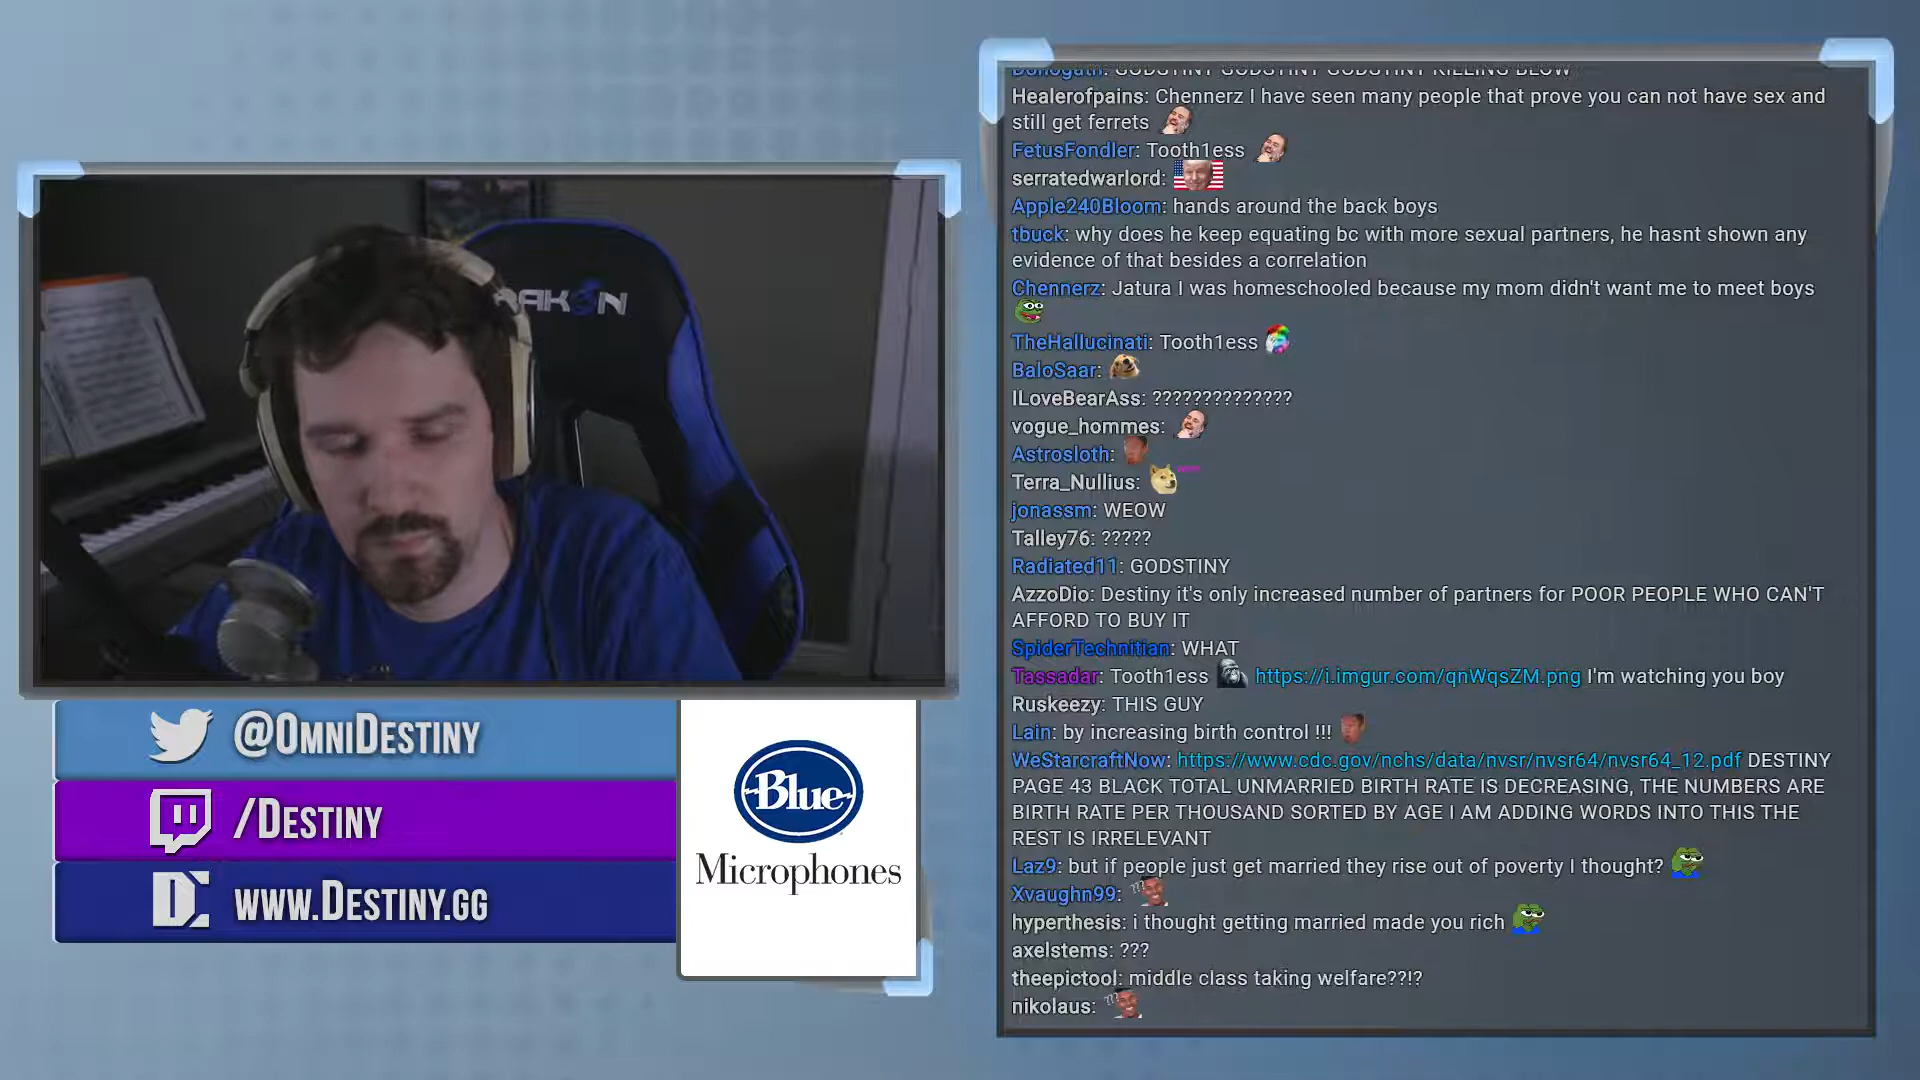 Donogath: GODSTINY GODSTINY GODSTINY KILLING BLOW
Healerofpains: Chennerz I have seen many people that prove you can not have sex and
still get ferrets
FetusFondler: Tooth1ess
serratedwarlord:
Apple240Bloom: hands around the back boys
tbuck: why does he keep equating bc with more sexual partners, he hasnt shown any
evidence of that besides a correlation
Chennerz: Jatura I was homeschooled because my mom didn't want me to meet boys
TheHallucinati: Tooth1ess
BaloSaar:
ILoveBearAss: ??????????????
vogue_hommes:
Astrosloth:
Terra_Nullius:
jonassm: WEOW
Talley76: ?????
Radiated11: GODSTINY
AzzoDio: Destiny it's only increased number of partners for POOR PEOPLE WHO CAN'T
AFFORD TO BUY IT
SpiderTechnitian: WHAT
Tassadar: Tooth1ess https://i.imgur.com/qnWqsZM.png I'm watching you boy
Ruskeezy: THIS GUY
Lain: by increasing birth control !!!
WeStarcraftNow: https://www.cdc.gov/nchs/data/nvsr/nvsr64/nvsr64_12.pdf DESTINY
PAGE 43 BLACK TOTAL UNMARRIED BIRTH RATE IS DECREASING, THE NUMBERS ARE
BIRTH RATE PER THOUSAND SORTED BY AGE I AM ADDING WORDS INTO THIS THE
REST IS IRRELEVANT
Laz9: but if people just get married they rise out of poverty I thought?
Xvaughn99:
hyperthesis: i thought getting married made you rich
axelstems: ???
theepictool: middle class taking welfare??!?
nikolaus:
@OMNIDESTINY
/DESTINY
WWW.DESTINY.GG
Blue
Microphones